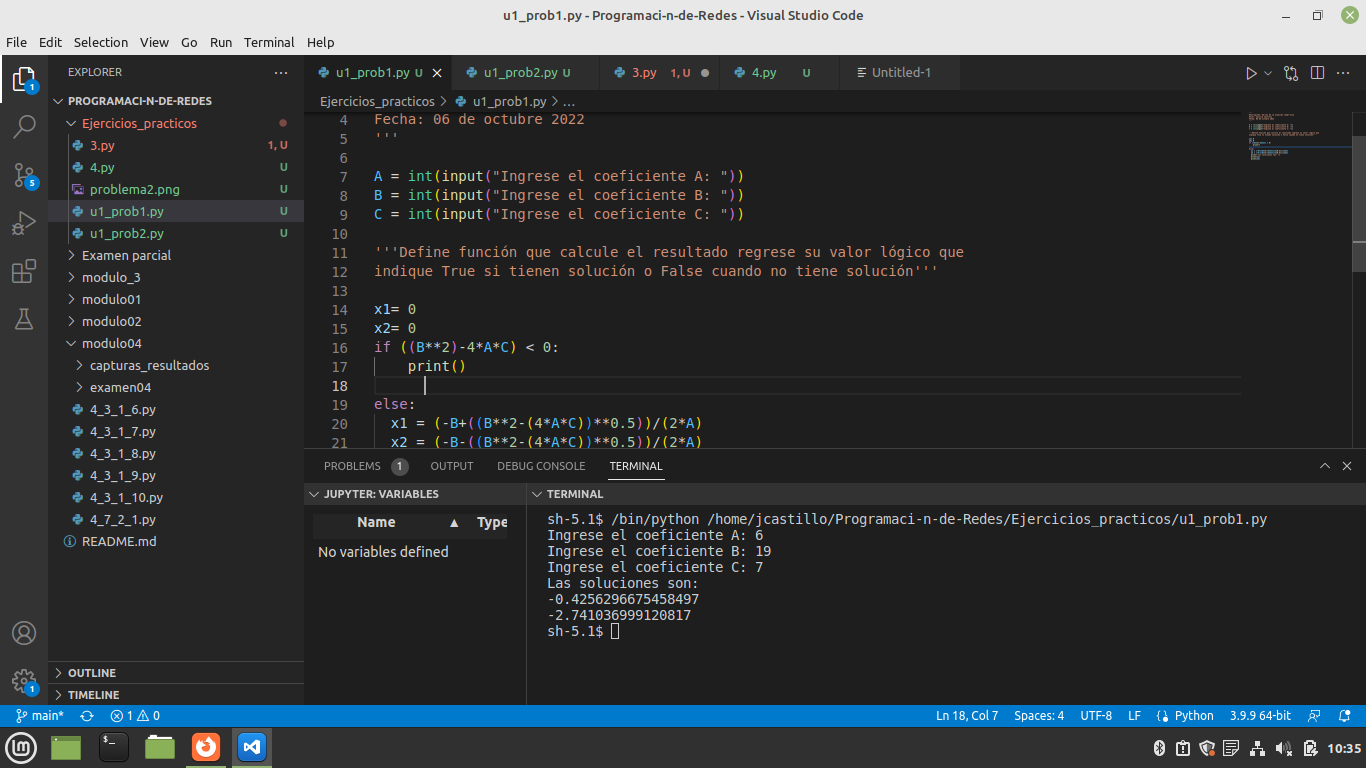 u1_prob1.py - Programaci-n-de-Redes - Visual Studio Code
File Edit Selection View Go Run Terminal Help
EXPLORER
u1_prob1.py U
u1_prob2.py U
3.py 1, U
4.py U
Untitled-1
PROGRAMACI-N-DE-REDES
Ejercicios_practicos > u1_prob1.py > ...
Ejercicios_practicos
3.py 1, U
4.py U
problema2.png U
u1_prob1.py U
u1_prob2.py U
Examen parcial
modulo_3
modulo01
modulo02
modulo04
capturas_resultados
examen04
4_3_1_6.py
4_3_1_7.py
4_3_1_8.py
4_3_1_9.py
4_3_1_10.py
4_7_2_1.py
README.md
OUTLINE
TIMELINE
1
5
1
4 Fecha: 06 de octubre 2022
5 '''
6
7 A = int(input("Ingrese el coeficiente A: "))
8 B = int(input("Ingrese el coeficiente B: "))
9 C = int(input("Ingrese el coeficiente C: "))
10
11 '''Define función que calcule el resultado regrese su valor lógico que
12 indique True si tienen solución o False cuando no tiene solución'''
13
14 x1= 0
15 x2= 0
16 if ((B**2)-4*A*C) < 0:
17 print()
18
19 else:
20 x1 = (-B+((B**2-(4*A*C))**0.5))/(2*A)
21 x2 = (-B-((B**2-(4*A*C))**0.5))/(2*A)
PROBLEMS 1 OUTPUT DEBUG CONSOLE TERMINAL
JUPYTER: VARIABLES
Name ▲ Type
No variables defined
TERMINAL
sh-5.1$ /bin/python /home/jcastillo/Programaci-n-de-Redes/Ejercicios_practicos/u1_prob1.py
Ingrese el coeficiente A: 6
Ingrese el coeficiente B: 19
Ingrese el coeficiente C: 7
Las soluciones son:
-0.4256296675458497
-2.741036999120817
sh-5.1$
main* 1 0 Ln 18, Col 7 Spaces: 4 UTF-8 LF Python 3.9.9 64-bit
10:35